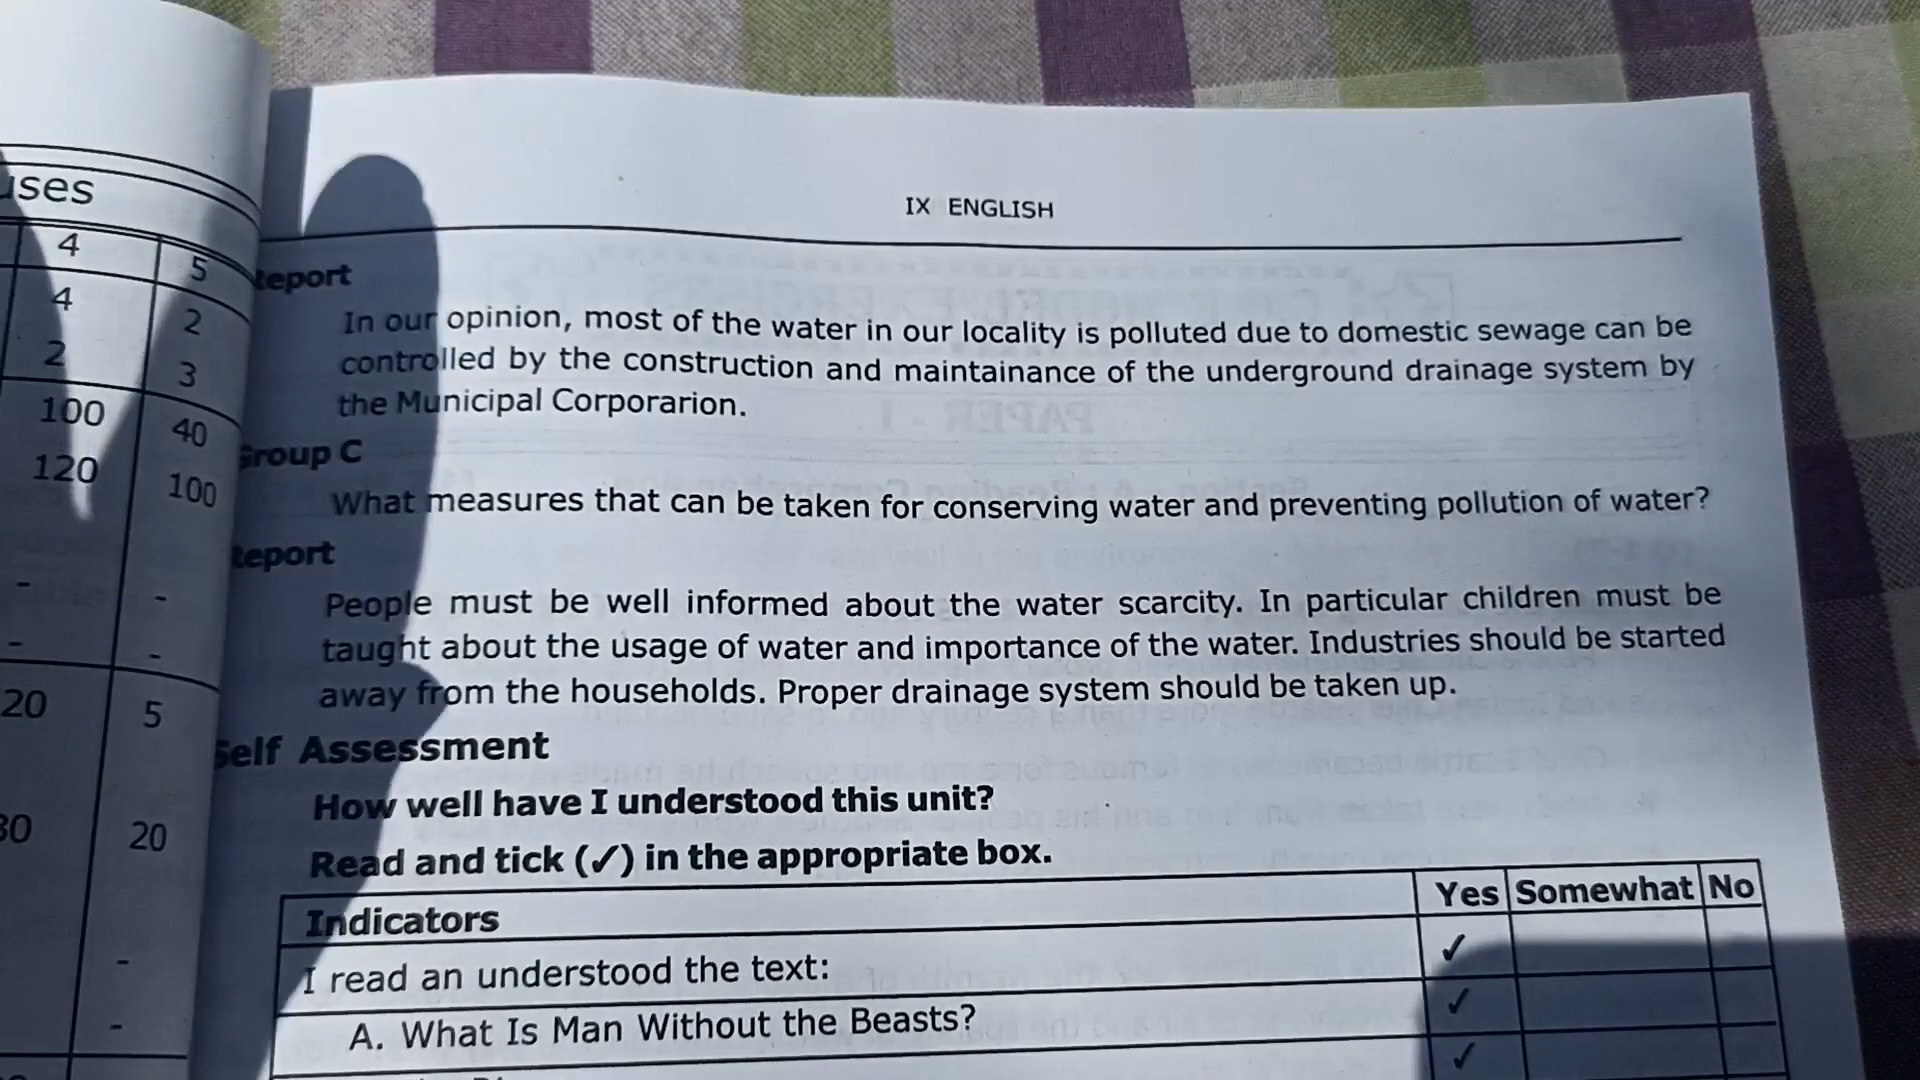 ses
4 5
4 2
2 3
100 40
120 100
- -
- -
20 5
30 20
-
-
IX ENGLISH
Report
In our opinion, most of the water in our locality is polluted due to domestic sewage can be
controlled by the construction and maintainance of the underground drainage system by
the Municipal Corporarion.
Group C
What measures that can be taken for conserving water and preventing pollution of water?
Report
People must be well informed about the water scarcity. In particular children must be
taught about the usage of water and importance of the water. Industries should be started
away from the households. Proper drainage system should be taken up.
Self Assessment
How well have I understood this unit?
Read and tick (✓) in the appropriate box.
Indicators Yes Somewhat No
I read an understood the text: ✓
A. What Is Man Without the Beasts? ✓
✓